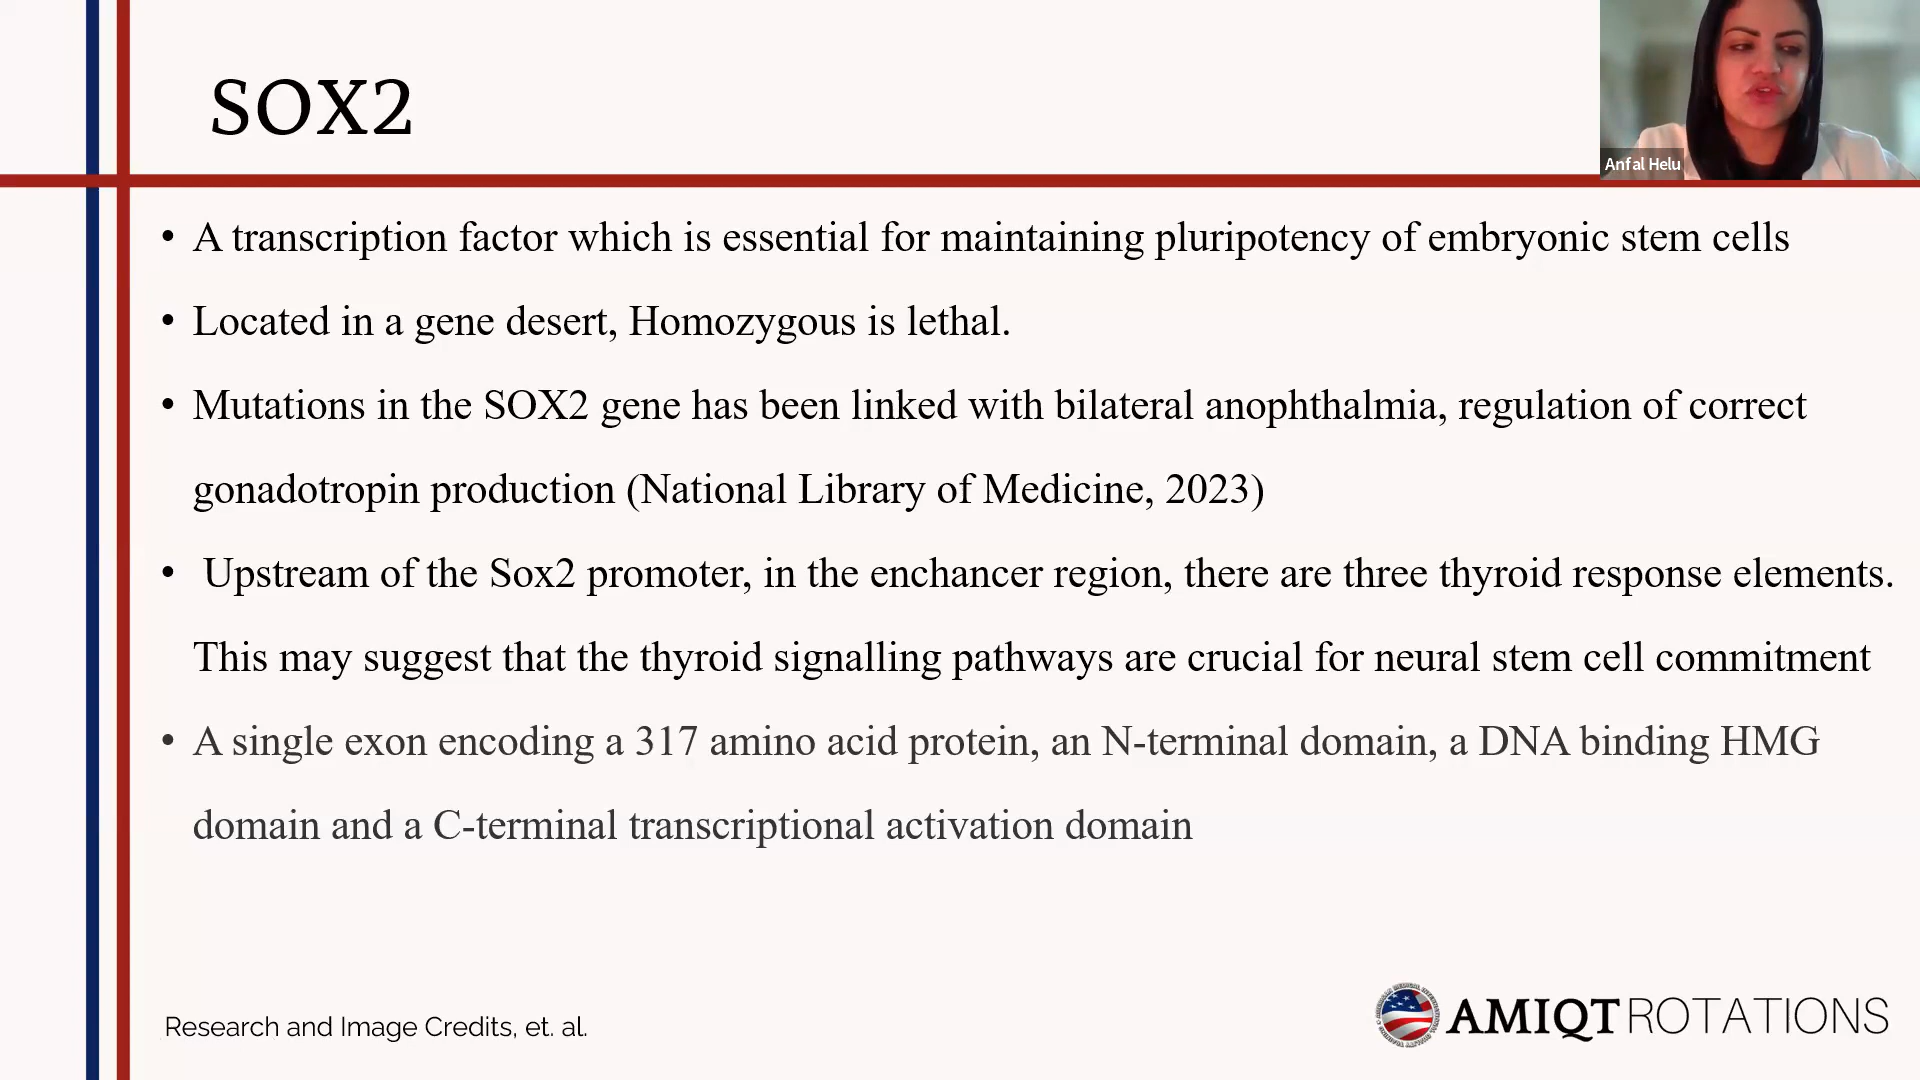 SOX2
Anfal Helu
• A transcription factor which is essential for maintaining pluripotency of embryonic stem cells
• Located in a gene desert, Homozygous is lethal.
• Mutations in the SOX2 gene has been linked with bilateral anophthalmia, regulation of correct
gonadotropin production (National Library of Medicine, 2023)
• Upstream of the Sox2 promoter, in the enchancer region, there are three thyroid response elements.
This may suggest that the thyroid signalling pathways are crucial for neural stem cell commitment
• A single exon encoding a 317 amino acid protein, an N-terminal domain, a DNA binding HMG
domain and a C-terminal transcriptional activation domain
Research and Image Credits, et. al.
AMIQT ROTATIONS